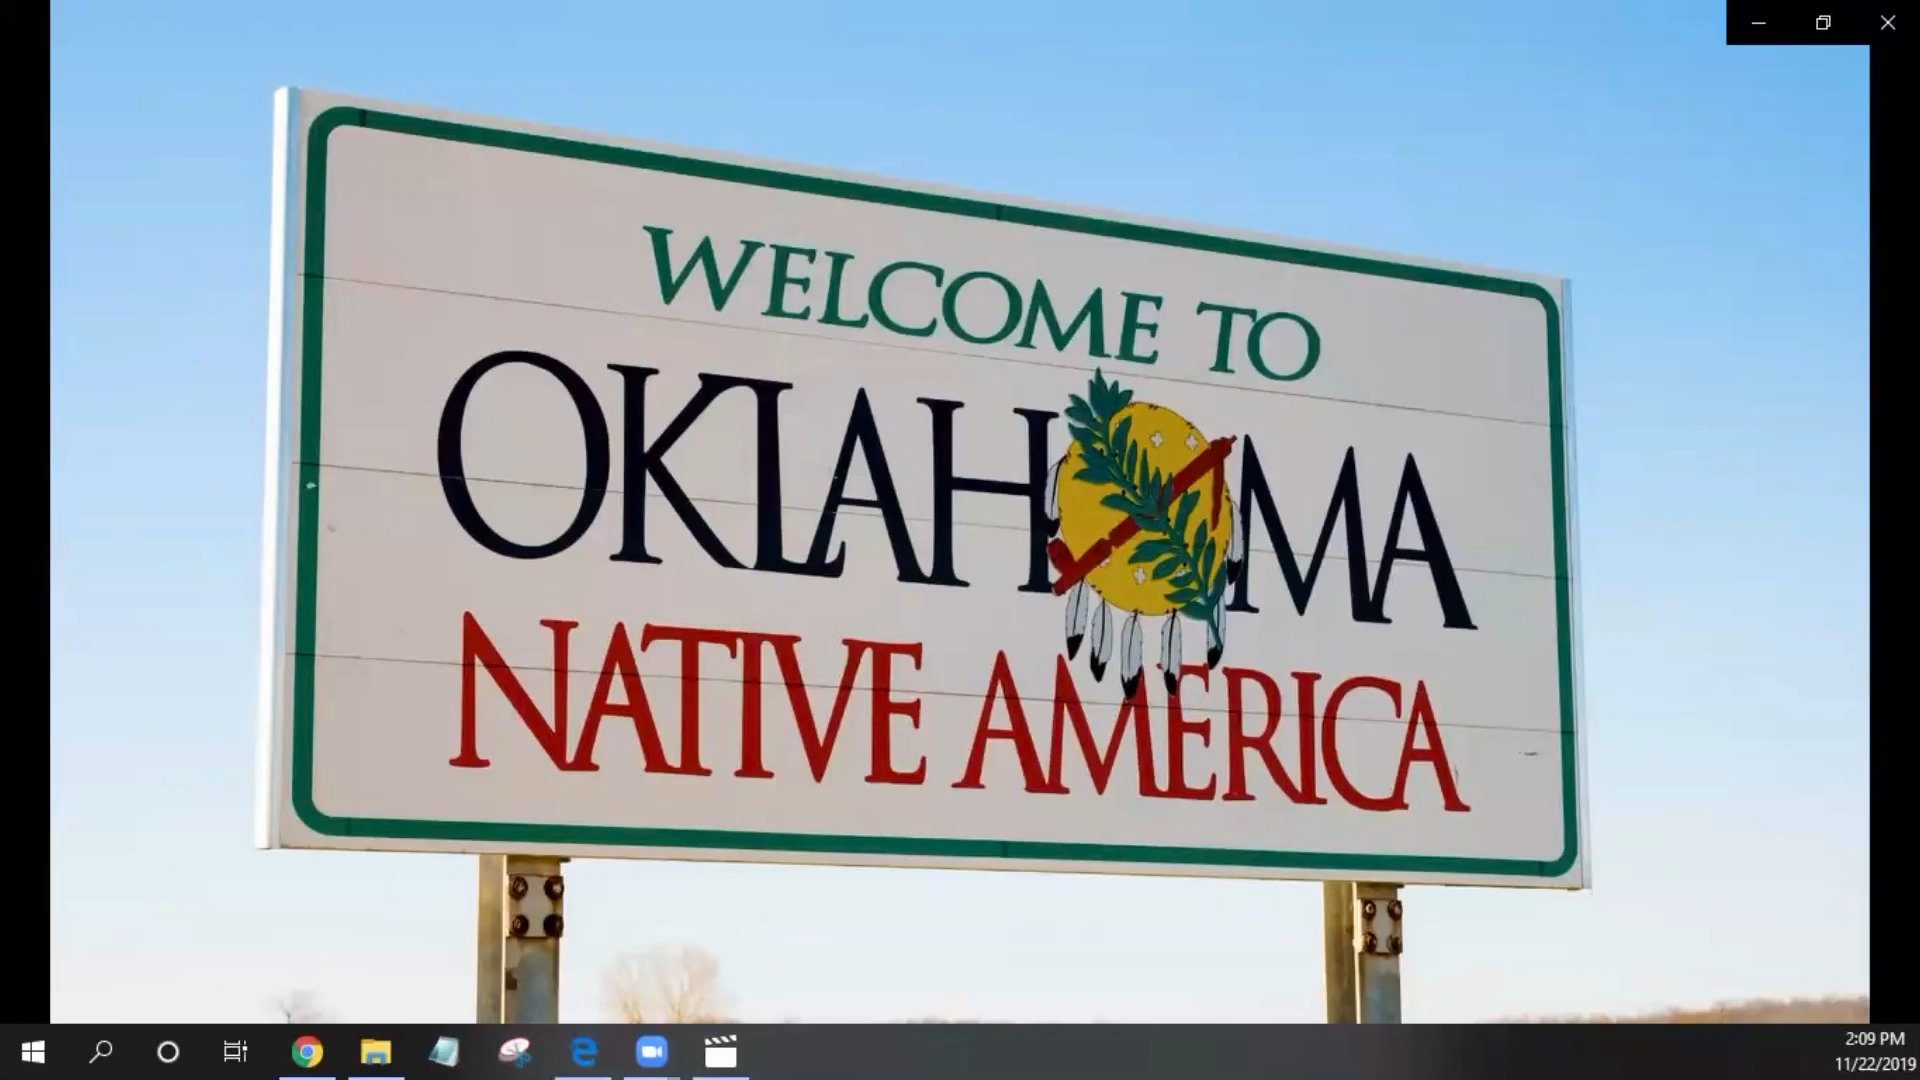 WELCOME TO
OKLAHOMA
NATIVE AMERICA
2:09 PM
11/22/2019